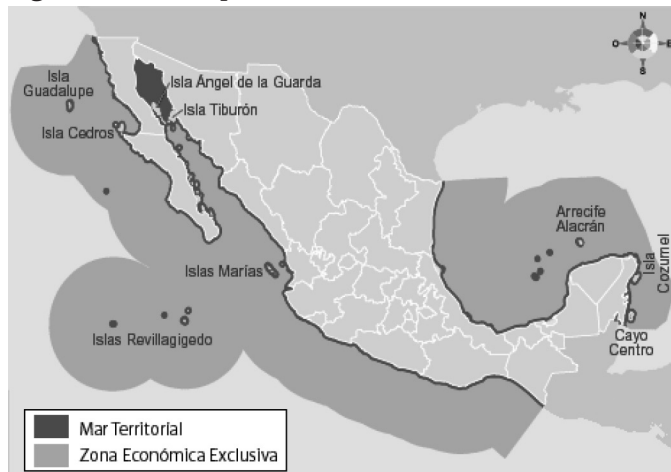 N
O
E
S
Isla
Guadalupe
Isla Ángel de la Guarda
Isla Tiburón
Isla Cedros
Arrecife
Alacrán
Isla Cozumel
Islas Marías
Islas Revillagigedo
Cayo
Centro
Mar Territorial
Zona Económica Exclusiva